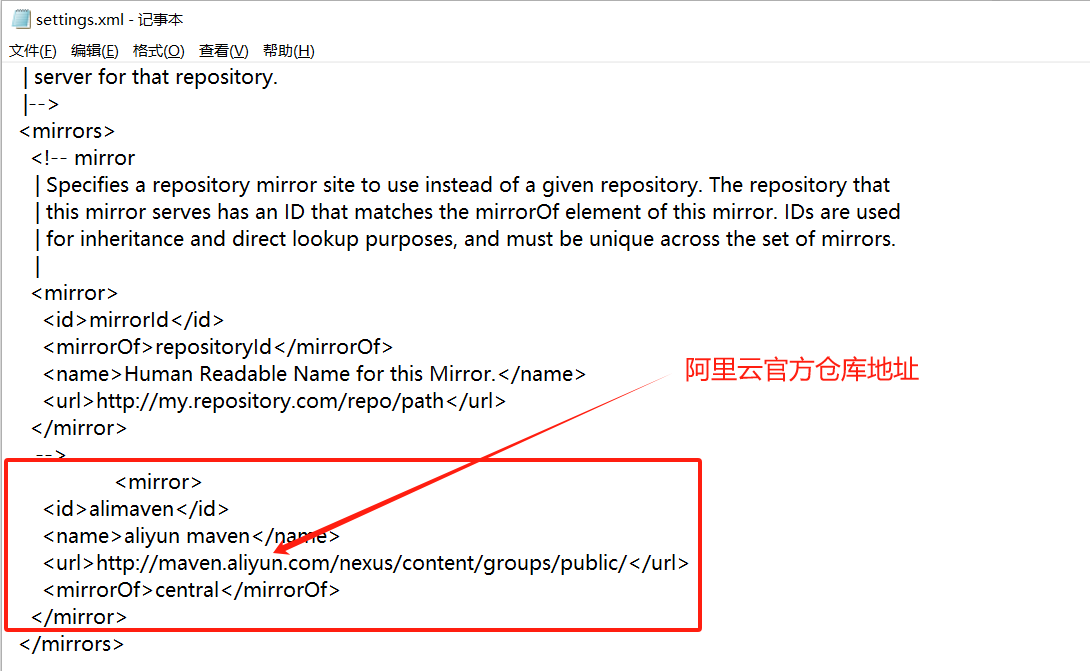 settings.xml - 记事本
文件(F) 编辑(E) 格式(O) 查看(V) 帮助(H)
| server for that repository.
|-->
<mirrors>
<!-- mirror
| Specifies a repository mirror site to use instead of a given repository. The repository that
| this mirror serves has an ID that matches the mirrorOf element of this mirror. IDs are used
| for inheritance and direct lookup purposes, and must be unique across the set of mirrors.
|
<mirror>
<id>mirrorId</id>
<mirrorOf>repositoryId</mirrorOf>
阿里云官方仓库地址
<name>Human Readable Name for this Mirror.</name>
<url>http://my.repository.com/repo/path</url>
</mirror>
-->
<mirror>
<id>alimaven</id>
<name>aliyun maven</name>
<url>http://maven.aliyun.com/nexus/content/groups/public/</url>
<mirrorOf>central</mirrorOf>
</mirror>
</mirrors>